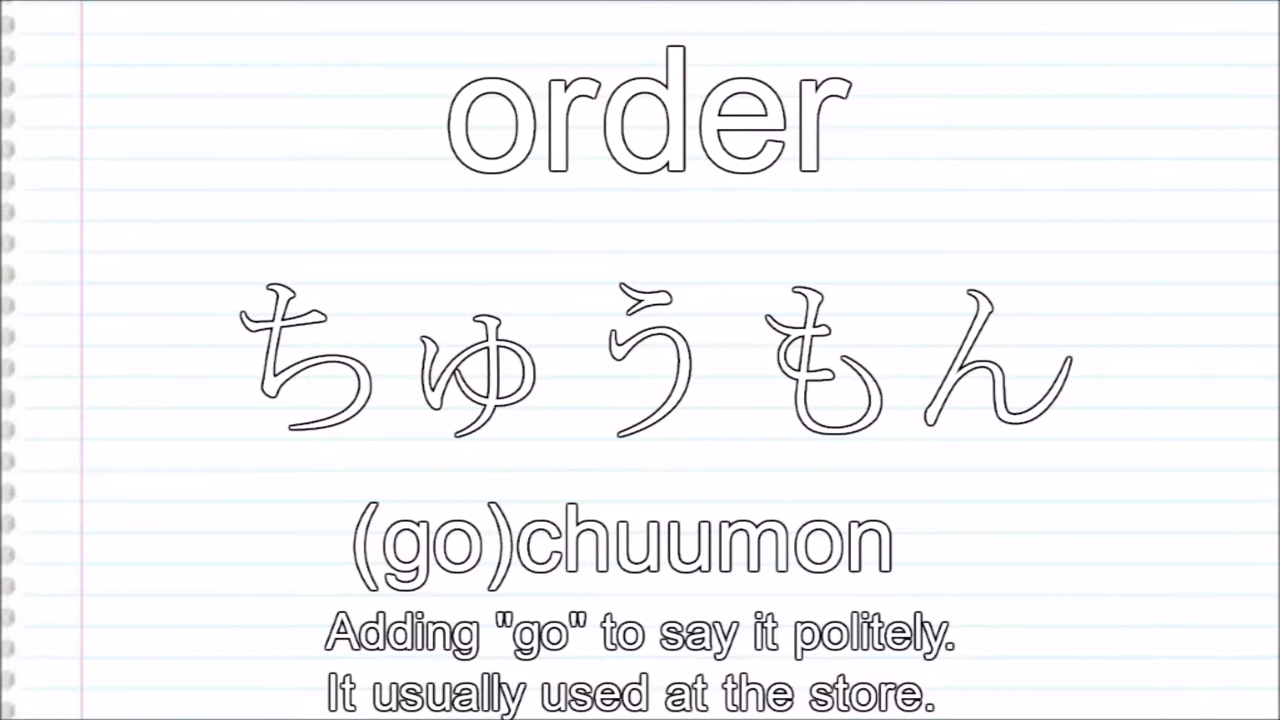 order
ちゅうもん
(go)chuumon
Adding "go" to say it politely.
It usually used at the store.